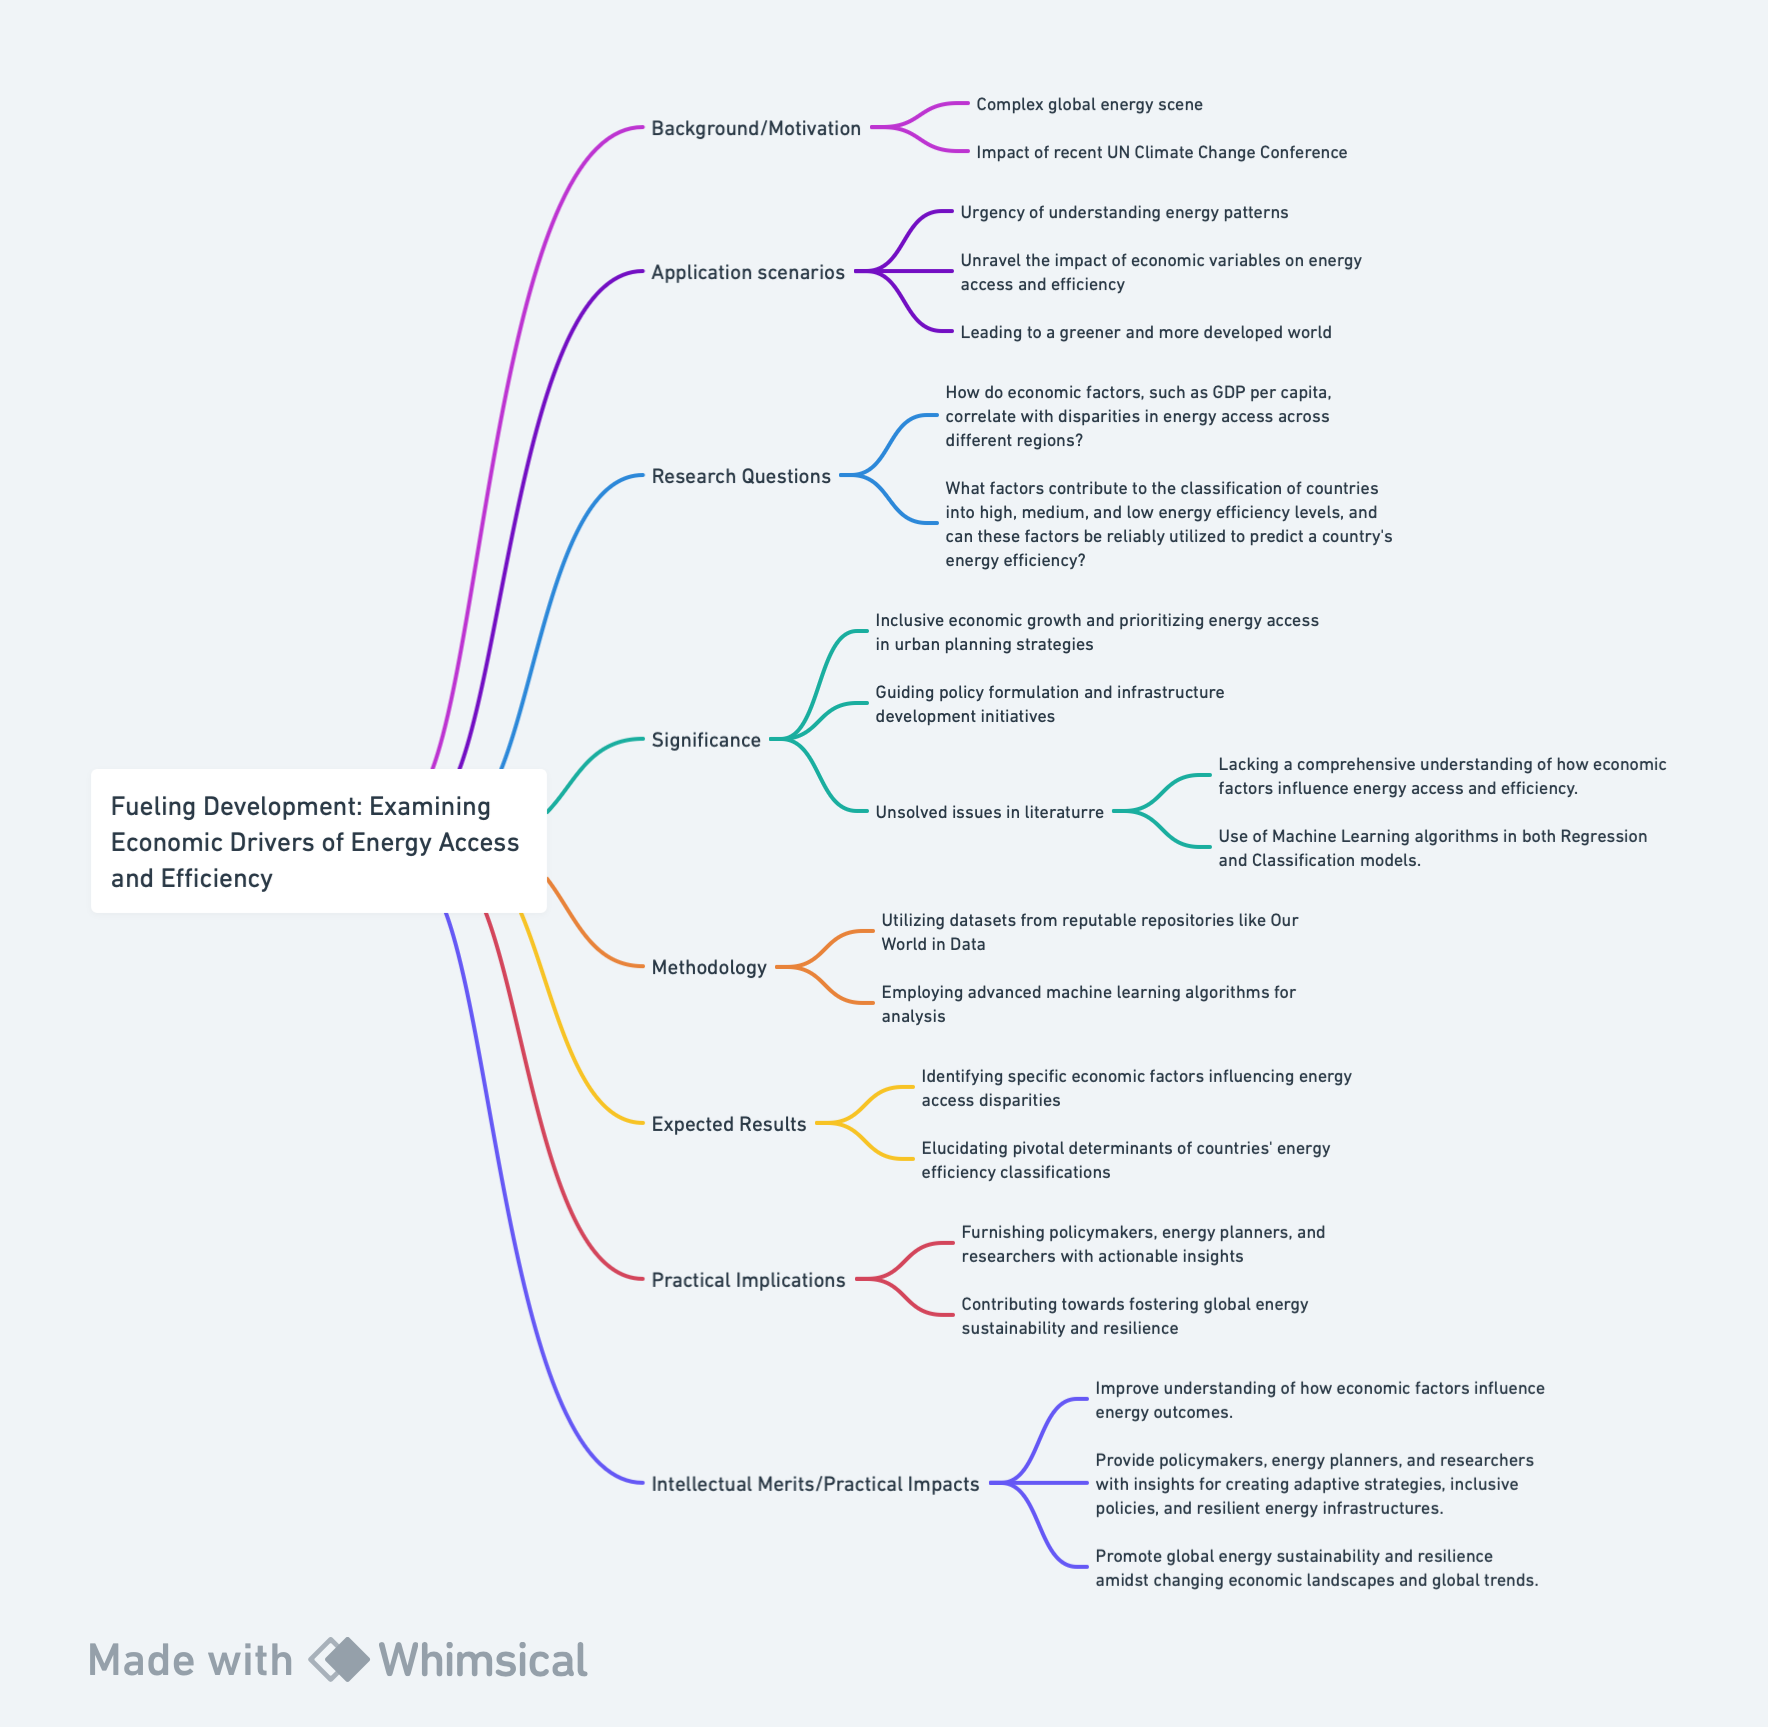 Background/Motivation
Complex global energy scene
Impact of recent UN Climate Change Conference
Application scenarios
Urgency of understanding energy patterns
Unravel the impact of economic variables on energy
access and efficiency
Leading to a greener and more developed world
Research Questions
How do economic factors, such as GDP per capita,
correlate with disparities in energy access across
different regions?
What factors contribute to the classification of countries
into high, medium, and low energy efficiency levels, and
can these factors be reliably utilized to predict a country's
energy efficiency?
Significance
Inclusive economic growth and prioritizing energy access
in urban planning strategies
Guiding policy formulation and infrastructure
development initiatives
Unsolved issues in literaturre
Lacking a comprehensive understanding of how economic
factors influence energy access and efficiency.
Use of Machine Learning algorithms in both Regression
and Classification models.
Fueling Development: Examining
Economic Drivers of Energy Access
and Efficiency
Methodology
Utilizing datasets from reputable repositories like Our
World in Data
Employing advanced machine learning algorithms for
analysis
Expected Results
Identifying specific economic factors influencing energy
access disparities
Elucidating pivotal determinants of countries' energy
efficiency classifications
Practical Implications
Furnishing policymakers, energy planners, and
researchers with actionable insights
Contributing towards fostering global energy
sustainability and resilience
Intellectual Merits/Practical Impacts
Improve understanding of how economic factors influence
energy outcomes.
Provide policymakers, energy planners, and researchers
with insights for creating adaptive strategies, inclusive
policies, and resilient energy infrastructures.
Promote global energy sustainability and resilience
amidst changing economic landscapes and global trends.
Made with Whimsical